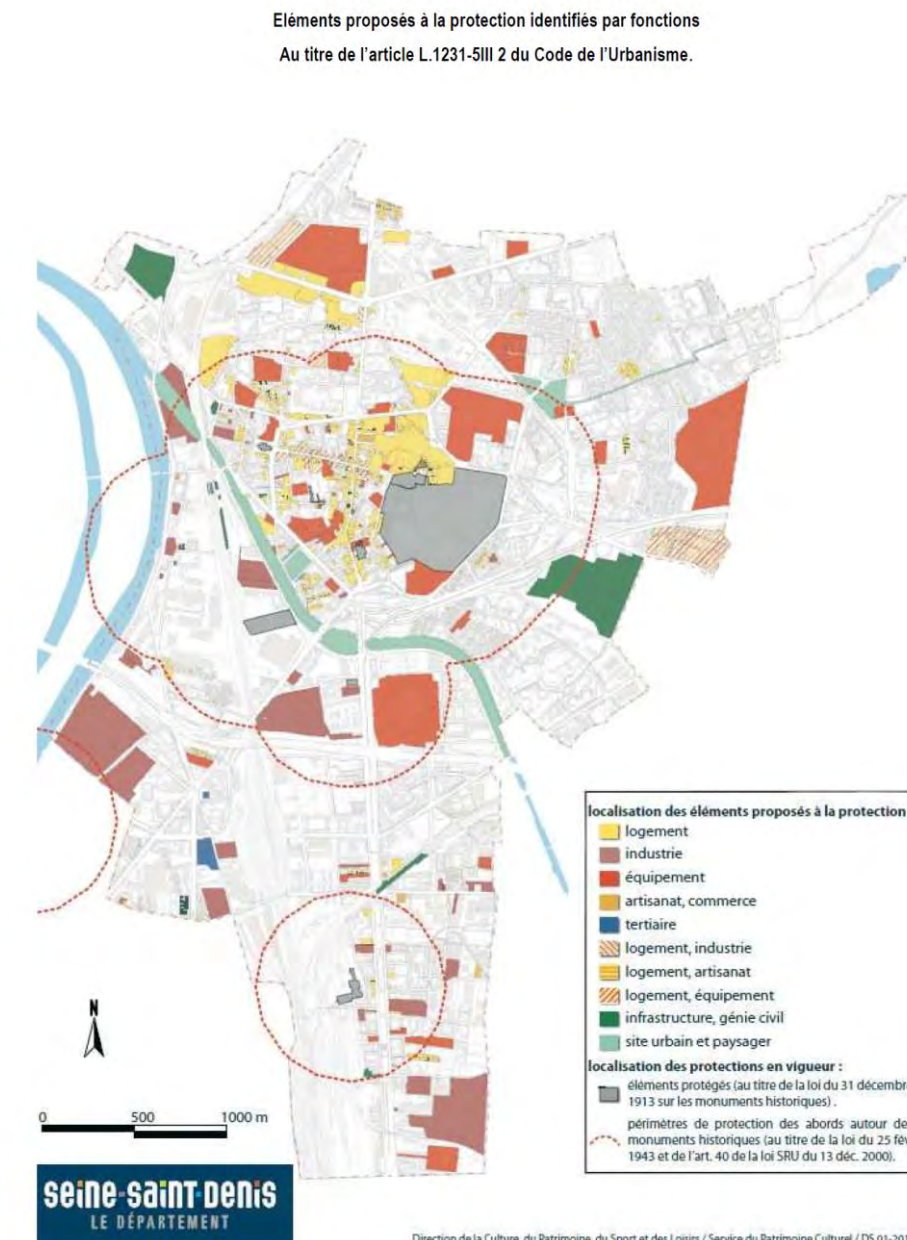 Eléments proposés à la protection identifiés par fonctions
Au titre de l'article L.1231-5III 2 du Code de l'Urbanisme.
localisation des éléments proposés à la protection
logement
industrie
équipement
artisanat, commerce
tertiaire
logement, industrie
logement, artisanat
logement, équipement
infrastructure, génie civil
site urbain et paysager
localisation des protections en vigueur :
éléments protégés (au titre de la loi du 31 décembre
1913 sur les monuments historiques) .
périmètres de protection des abords autour de
monuments historiques (au titre de la loi du 25 fév
1943 et de l'art. 40 de la loi SRU du 13 déc. 2000).
N
0 500 1000 m
seine-saint-denis
LE DÉPARTEMENT
Direction de la Culture, du Patrimoine, du Sport et des Loisirs / Service du Patrimoine Culturel / DS 01-201